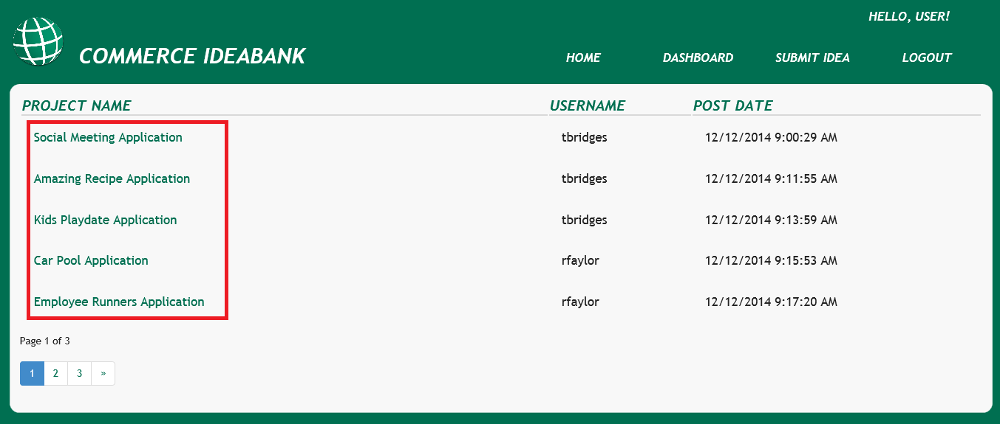 HELLO, USER!
COMMERCE IDEABANK HOME DASHBOARD SUBMIT IDEA LOGOUT
PROJECT NAME USERNAME POST DATE
Social Meeting Application tbridges 12/12/2014 9:00:29 AM
Amazing Recipe Application tbridges 12/12/2014 9:11:55 AM
Kids Playdate Application tbridges 12/12/2014 9:13:59 AM
Car Pool Application rfaylor 12/12/2014 9:15:53 AM
Employee Runners Application rfaylor 12/12/2014 9:17:20 AM
Page 1 of 3
1 2 3 »